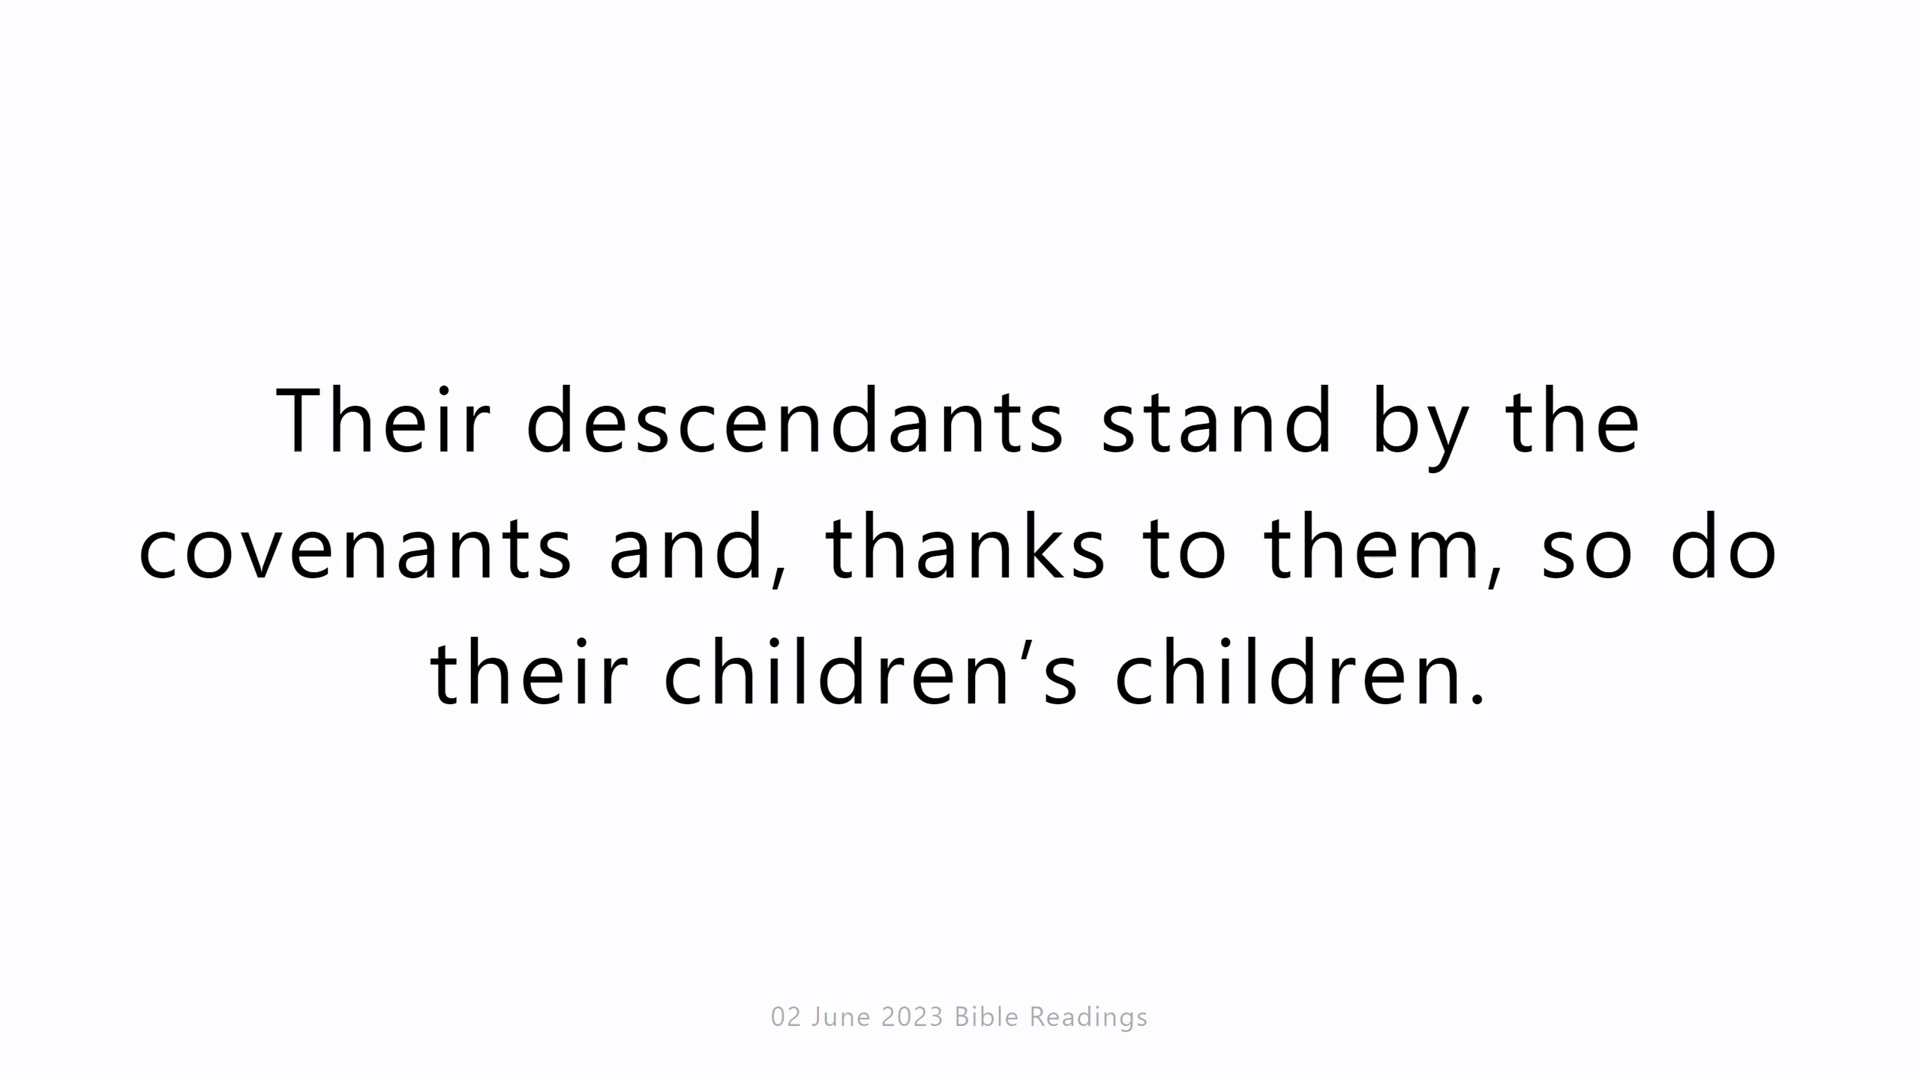 Their descendants stand by the
covenants and, thanks to them, so do
their children’s children.
02 June 2023 Bible Readings